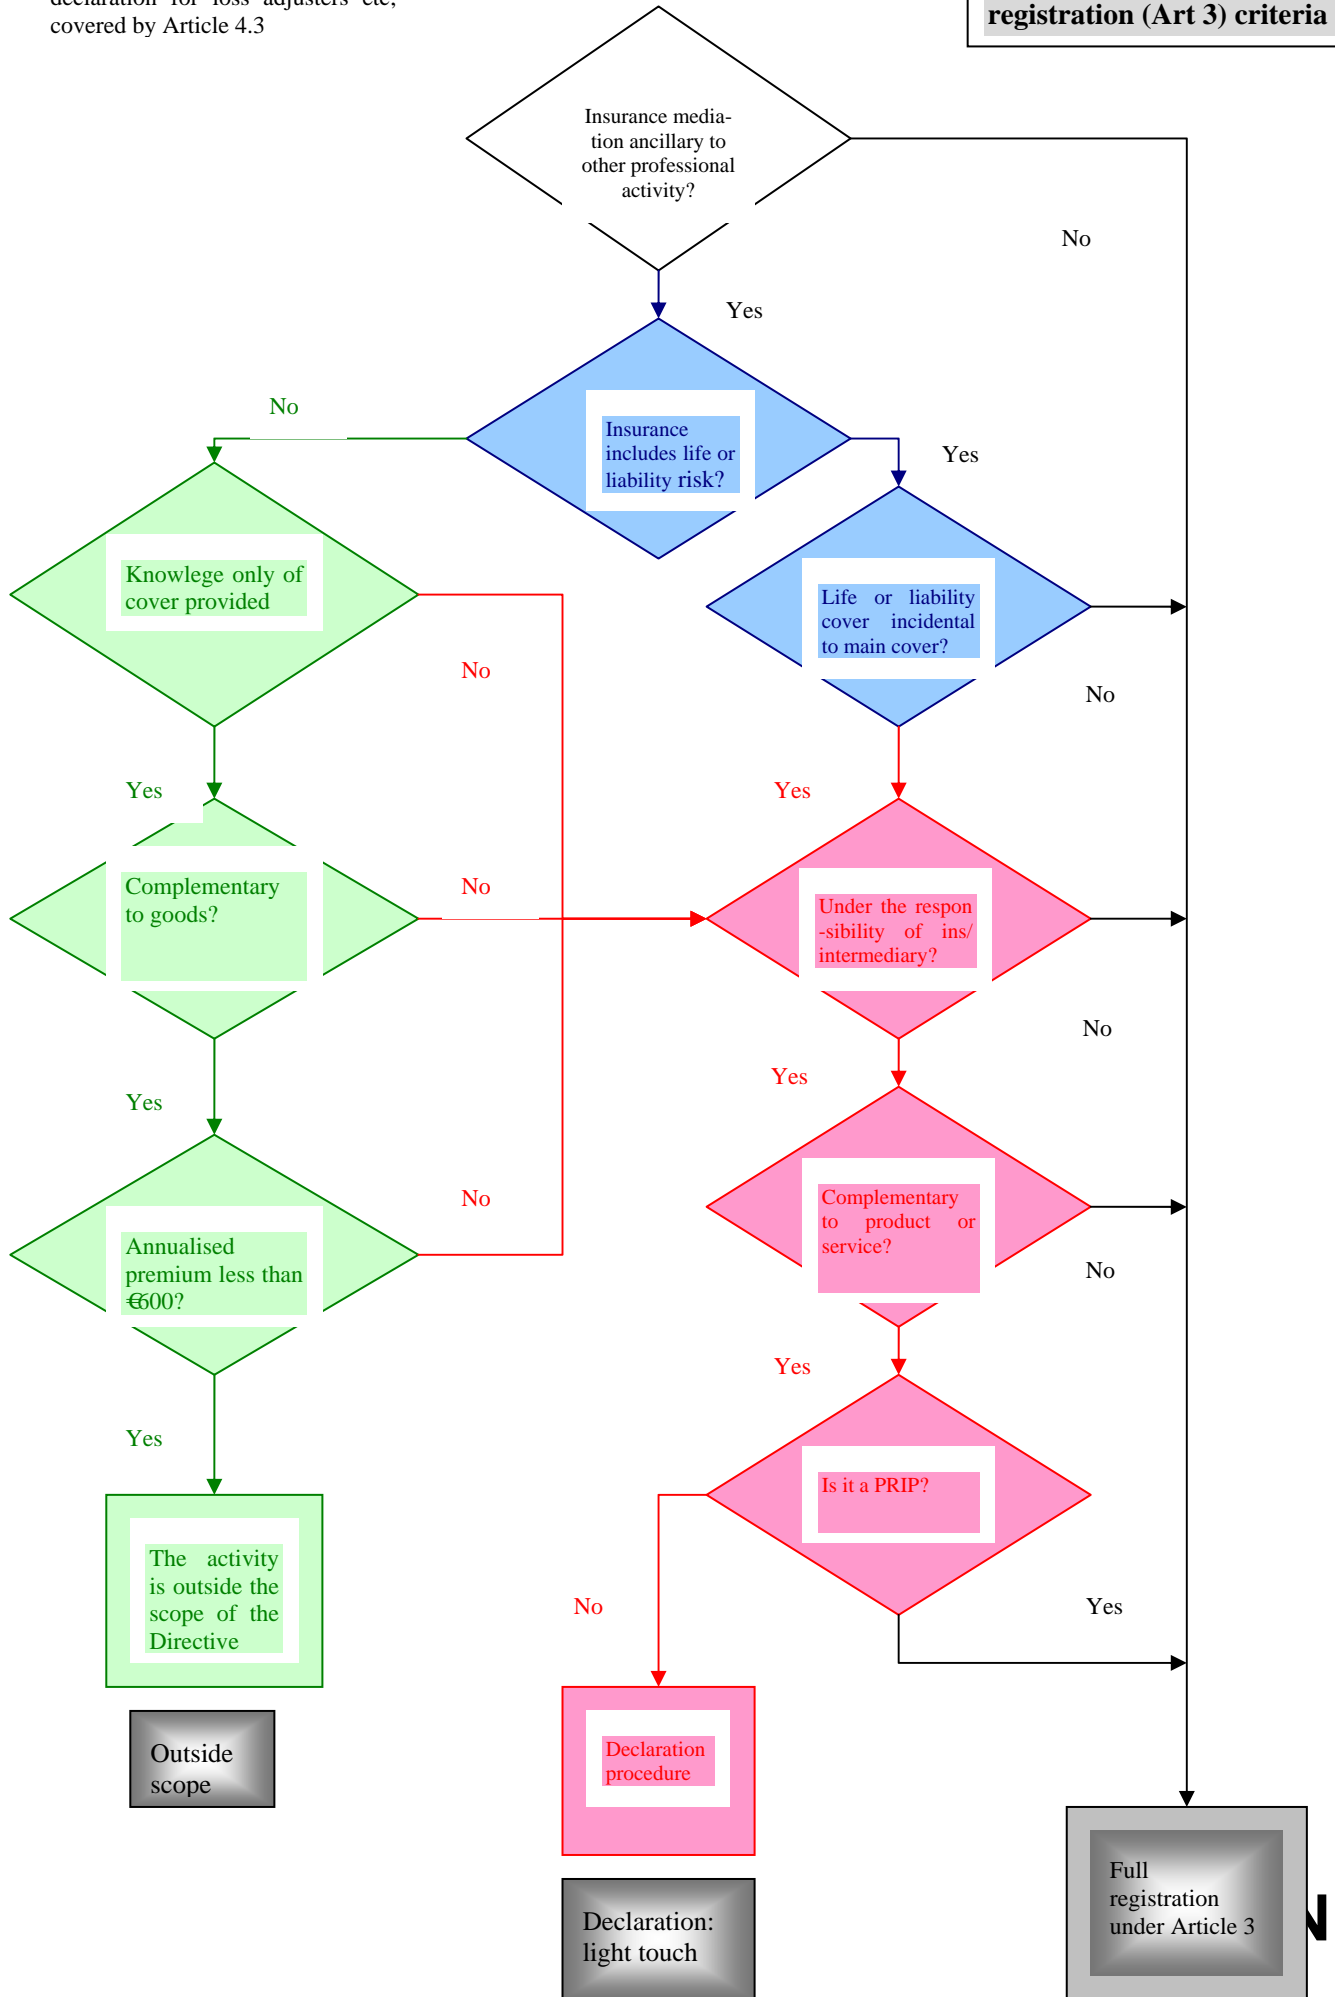 declaration for loss adjusters etc,
covered by Article 4.3
registration (Art 3) criteria
Insurance media-
tion ancillary to
other professional
activity?
No
Yes
No
Insurance
includes life or
liability risk?
Yes
Knowlege only of
cover provided
Life or liability
cover incidental
to main cover?
No
No
Yes
Yes
Complementary
to goods?
No
Under the respon
-sibility of ins/
intermediary?
No
Yes
Yes
No
Complementary
to product or
service?
Annualised
premium less than
€600?
No
Yes
Yes
Is it a PRIP?
The activity
is outside the
scope of the
Directive
No
Yes
Outside
scope
Declaration
procedure
Full
registration
under Article 3
N
Declaration:
light touch